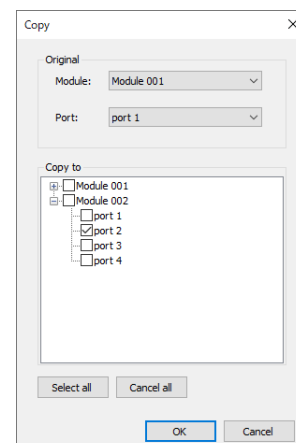 Copy
Original
Module: Module 001
Port: port 1
Copy to
Module 001
Module 002
port 1
port 2
port 3
port 4
Select all Cancel all
OK Cancel